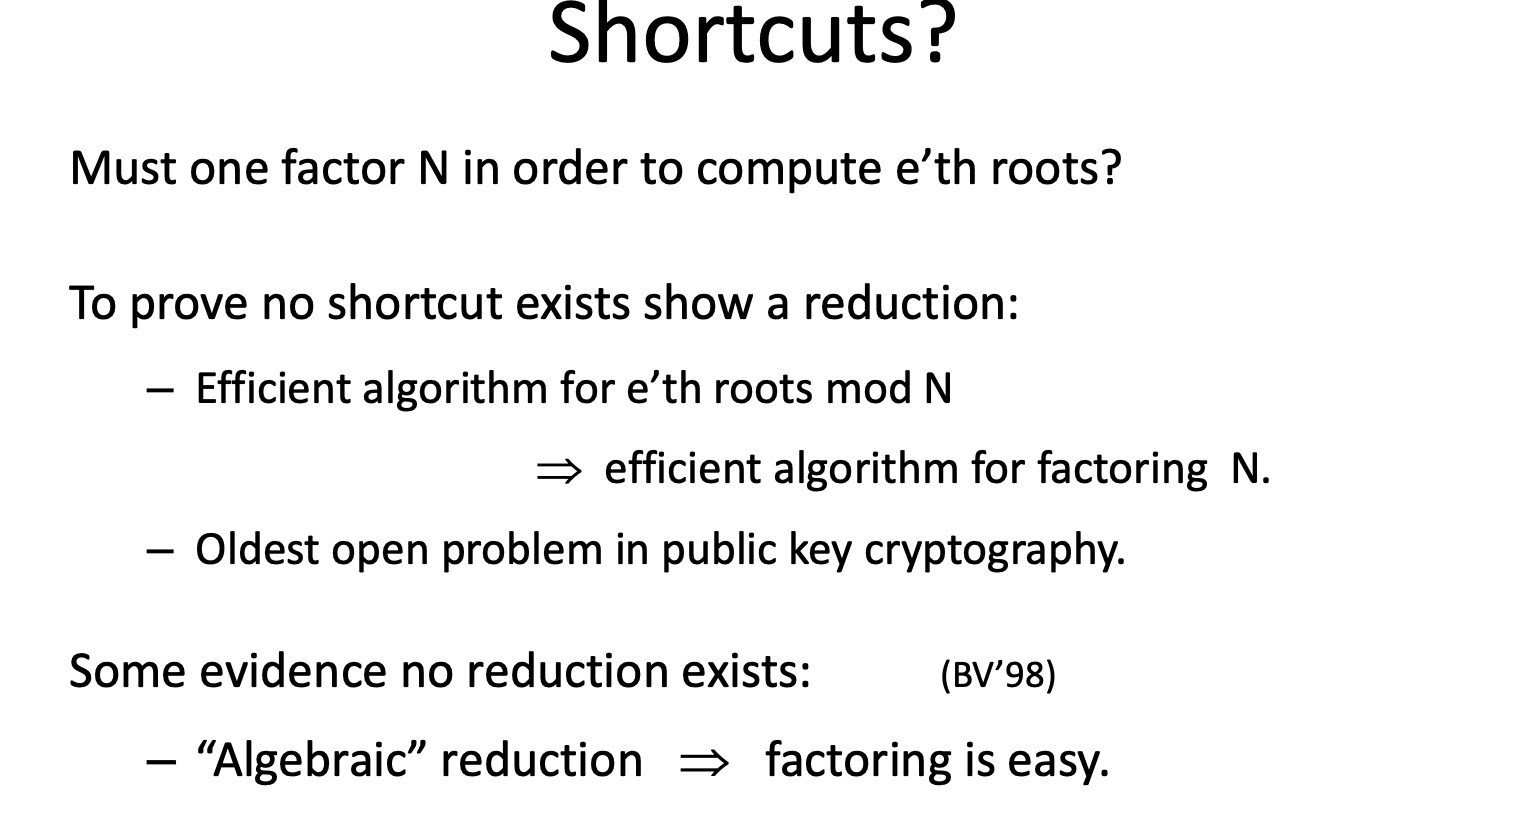 Shortcuts?
Must one factor N in order to compute e’th roots?
To prove no shortcut exists show a reduction:
– Efficient algorithm for e’th roots mod N
⇒ efficient algorithm for factoring N.
– Oldest open problem in public key cryptography.
Some evidence no reduction exists: (BV’98)
– “Algebraic” reduction ⇒ factoring is easy.